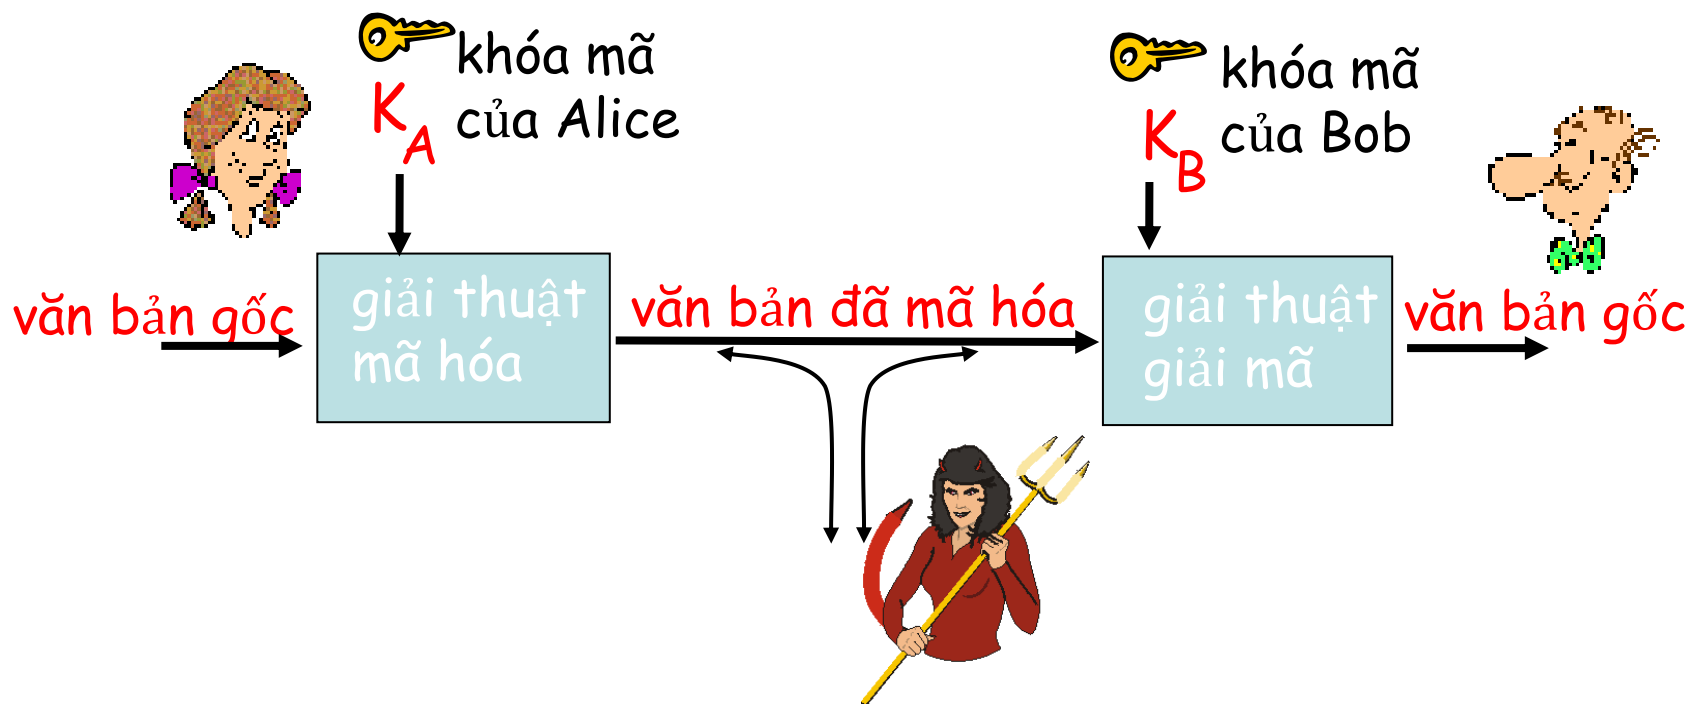 khóa mã
của Alice
K
A
khóa mã
của Bob
K
B
văn bản gốc
giải thuật
mã hóa
văn bản đã mã hóa
giải thuật
giải mã
văn bản gốc